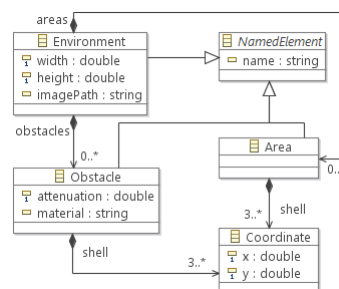 areas
Environment
width : double
height : double
imagePath : string
NamedElement
name : string
obstacles
0..*
Obstacle
attenuation : double
material : string
Area
0..
shell
3..*
shell
3..*
Coordinate
x : double
y : double